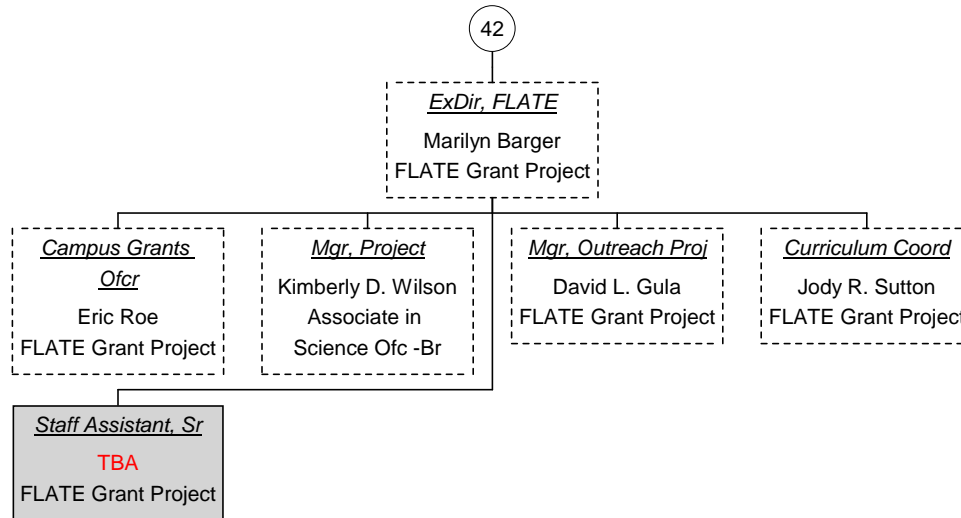 42
ExDir, FLATE
Marilyn Barger
FLATE Grant Project
Campus Grants
Ofcr
Eric Roe
FLATE Grant Project
Mgr, Project
Kimberly D. Wilson
Associate in
Science Ofc -Br
Mgr, Outreach Proj
David L. Gula
FLATE Grant Project
Curriculum Coord
Jody R. Sutton
FLATE Grant Project
Staff Assistant, Sr
TBA
FLATE Grant Project